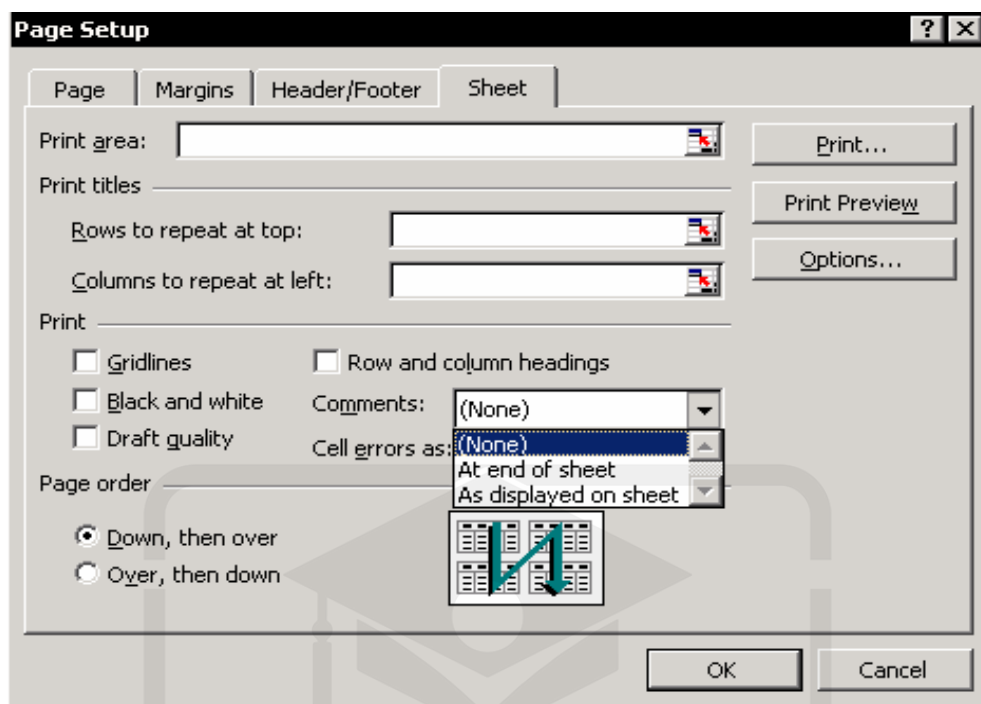 Page Setup
Page Margins Header/Footer Sheet
Print area:
Print...
Print titles
Print Preview
Rows to repeat at top:
Options...
Columns to repeat at left:
Print
Gridlines
Row and column headings
Black and white
Comments: (None)
Draft quality
Cell errors as:
(None)
At end of sheet
As displayed on sheet
Page order
Down, then over
Over, then down
OK Cancel